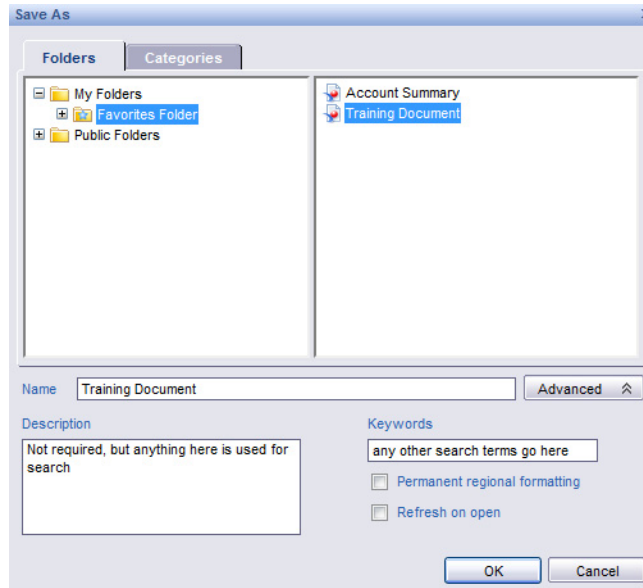 Save As
Folders
Categories
My Folders
Favorites Folder
Public Folders
Account Summary
Training Document
Name
Training Document
Advanced
Description
Keywords
Not required, but anything here is used for
search
any other search terms go here
Permanent regional formatting
Refresh on open
OK
Cancel